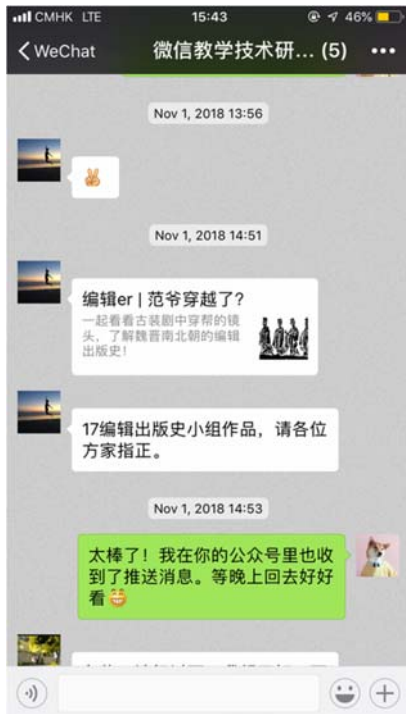 CMHK LTE 15:43 46%
WeChat 微信教学技术研... (5)
Nov 1, 2018 13:56
Nov 1, 2018 14:51
编辑er | 范爷穿越了?
一起看看古装剧中穿帮的镜
头,了解魏晋南北朝的编辑
出版史!
17编辑出版史小组作品,请各位
方家指正。
Nov 1, 2018 14:53
太棒了!我在你的公众号里也收
到了推送消息。等晚上回去好好
看